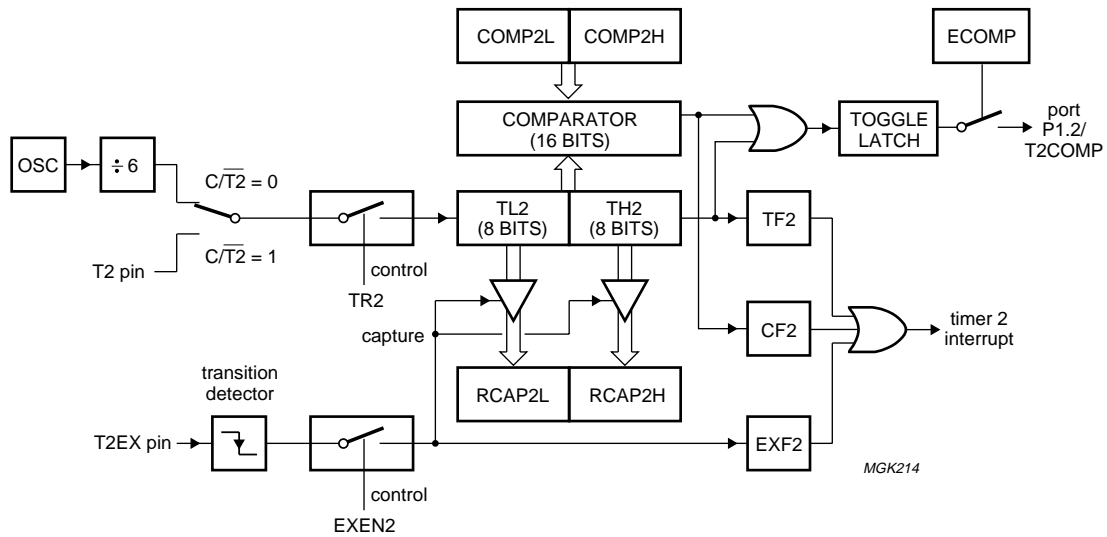 COMP2L COMP2H
ECOMP
COMPARATOR
(16 BITS)
TOGGLE
LATCH
port
P1.2/
T2COMP
OSC
÷ 6
C/T̅2̅ = 0
TL2
(8 BITS)
TH2
(8 BITS)
TF2
T2 pin
C/T̅2̅ = 1
control
TR2
capture
CF2
timer 2
interrupt
transition
detector
RCAP2L RCAP2H
T2EX pin
EXF2
MGK214
control
EXEN2